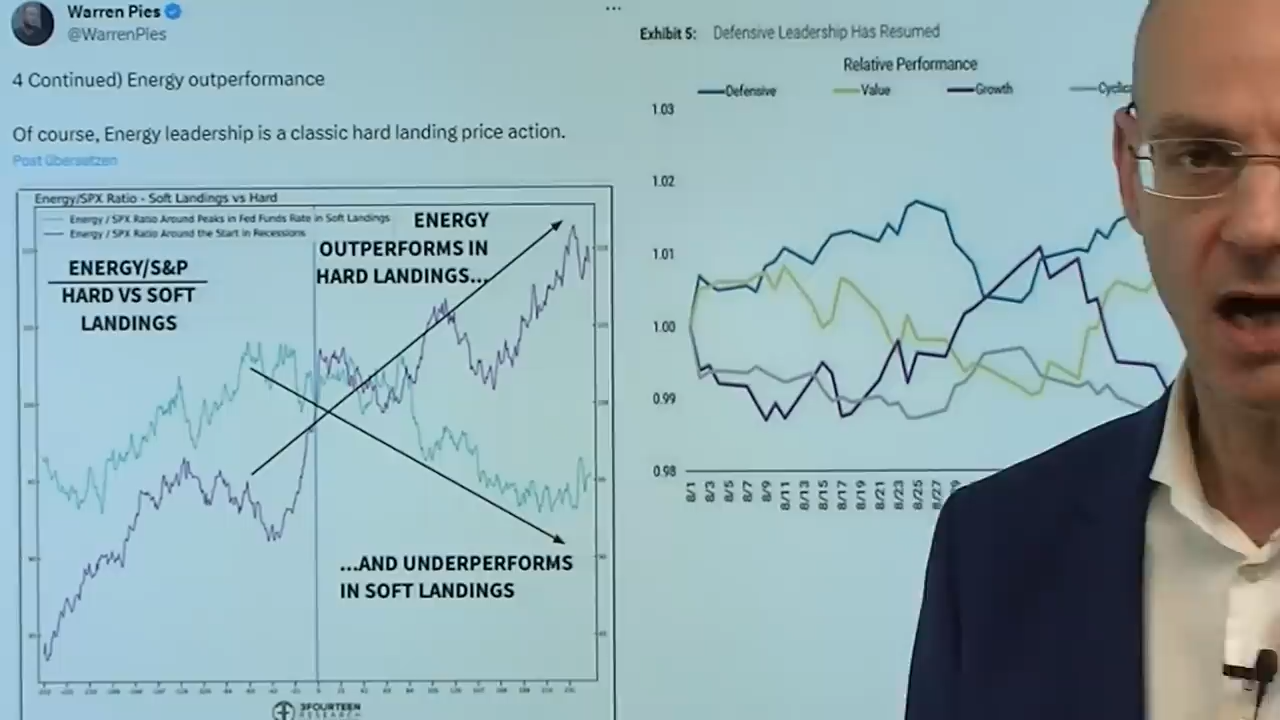 Warren Pies
@WarrenPies
4 Continued) Energy outperformance
Of course, Energy leadership is a classic hard landing price action.
Post übersetzen
Energy/SPX Ratio - Soft Landings vs Hard
Energy / SPX Ratio Around Peaks in Fed Funds Rate in Soft Landings
Energy / SPX Ratio Around the Start in Recessions
ENERGY
OUTPERFORMS IN
HARD LANDINGS...
ENERGY/S&P
HARD VS SOFT
LANDINGS
...AND UNDERPERFORMS
IN SOFT LANDINGS
3FOURTEEN
RESEARCH
Exhibit 5: Defensive Leadership Has Resumed
Relative Performance
Defensive Value Growth
1.03
1.02
1.01
1.00
0.99
0.98
8/1 8/3 8/5 8/7 8/9 8/11 8/13 8/15 8/17 8/19 8/21 8/23 8/25 8/27